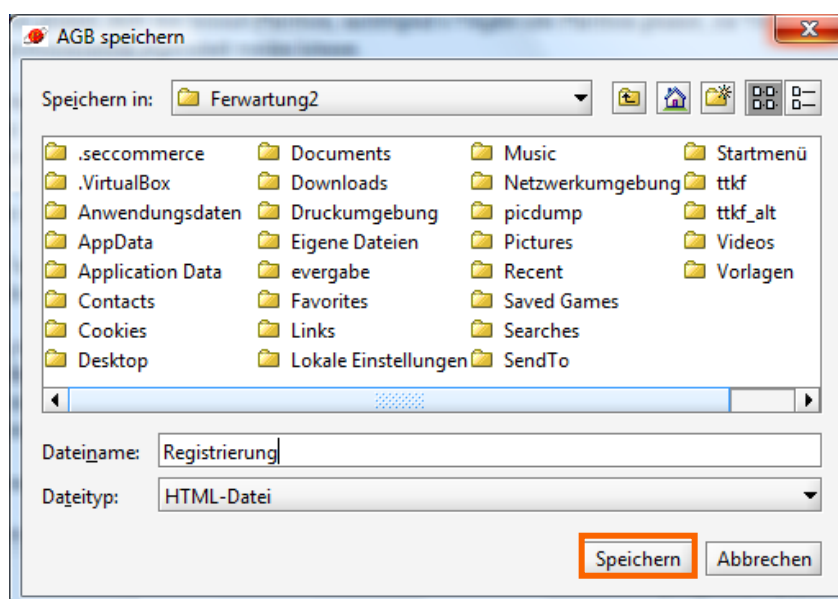 AGB speichern
Speichern in: Ferwartung2
.seccommerce Documents Music Startmenü
.VirtualBox Downloads Netzwerkumgebung ttkf
Anwendungsdaten Druckumgebung picdump ttkf_alt
AppData Eigene Dateien Pictures Videos
Application Data evergabe Recent Vorlagen
Contacts Favorites Saved Games
Cookies Links Searches
Desktop Lokale Einstellungen SendTo
Dateiname: Registrierung
Dateityp: HTML-Datei
Speichern Abbrechen